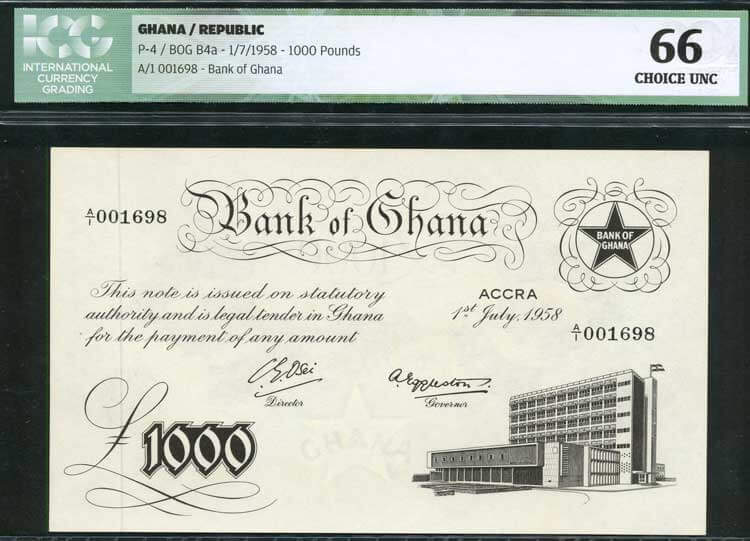 ICG
INTERNATIONAL
CURRENCY
GRADING
GHANA / REPUBLIC
P-4 / BOG B4a - 1/7/1958 - 1000 Pounds
A/1 001698 - Bank of Ghana
66
CHOICE UNC
A/1 001698
Bank of Ghana
BANK OF
GHANA
This note is issued on statutory
authority and is legal tender in Ghana
for the payment of any amount
ACCRA
1st July, 1958
A/1 001698
A Eggleston
Director
Governor
£1000